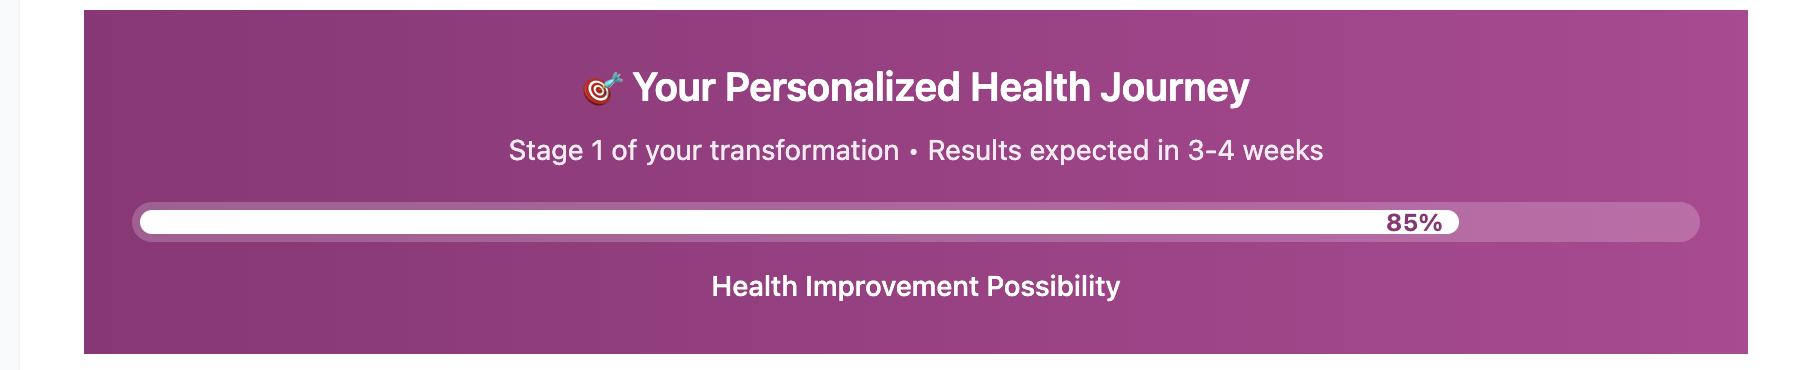 🎯 Your Personalized Health Journey
Stage 1 of your transformation • Results expected in 3-4 weeks
85%
Health Improvement Possibility